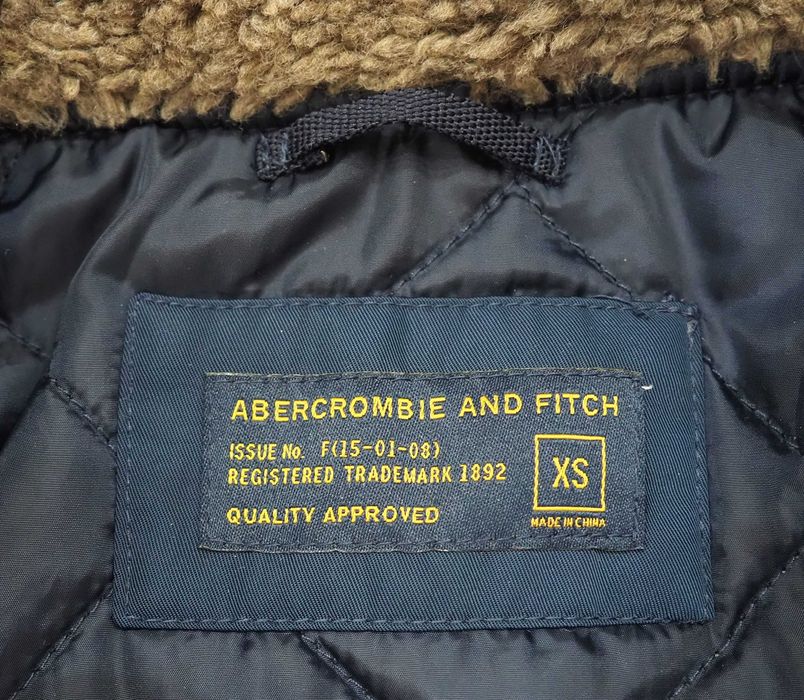 ABERCROMBIE AND FITCH
ISSUE No. F(15-01-08)
REGISTERED TRADEMARK 1892
XS
QUALITY APPROVED
MADE IN CHINA